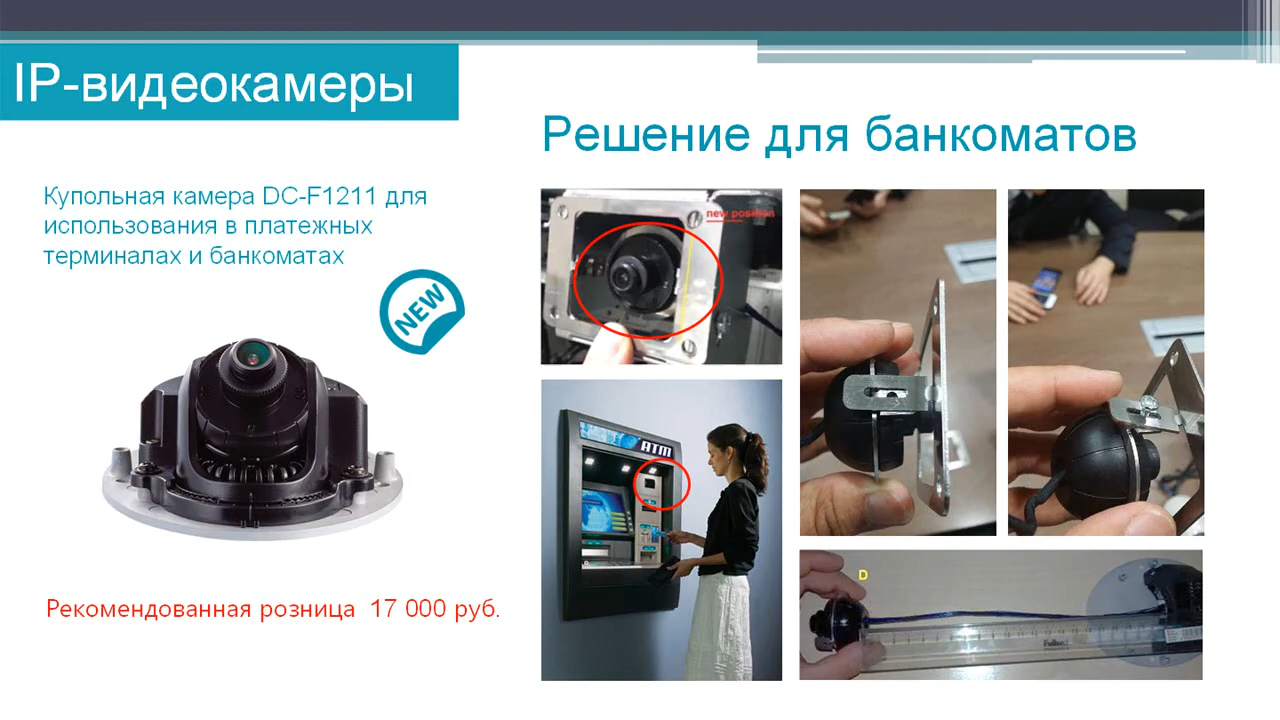 IP-видеокамеры
Решение для банкоматов
Купольная камера DC-F1211 для
использования в платежных
терминалах и банкоматах
NEW
new position
ATM
D
Рекомендованная розница 17 000 руб.